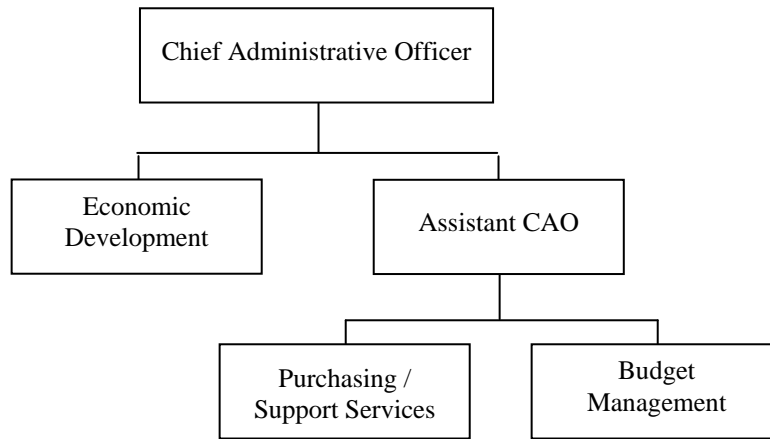 Chief Administrative Officer
Economic
Development
Assistant CAO
Purchasing /
Support Services
Budget
Management